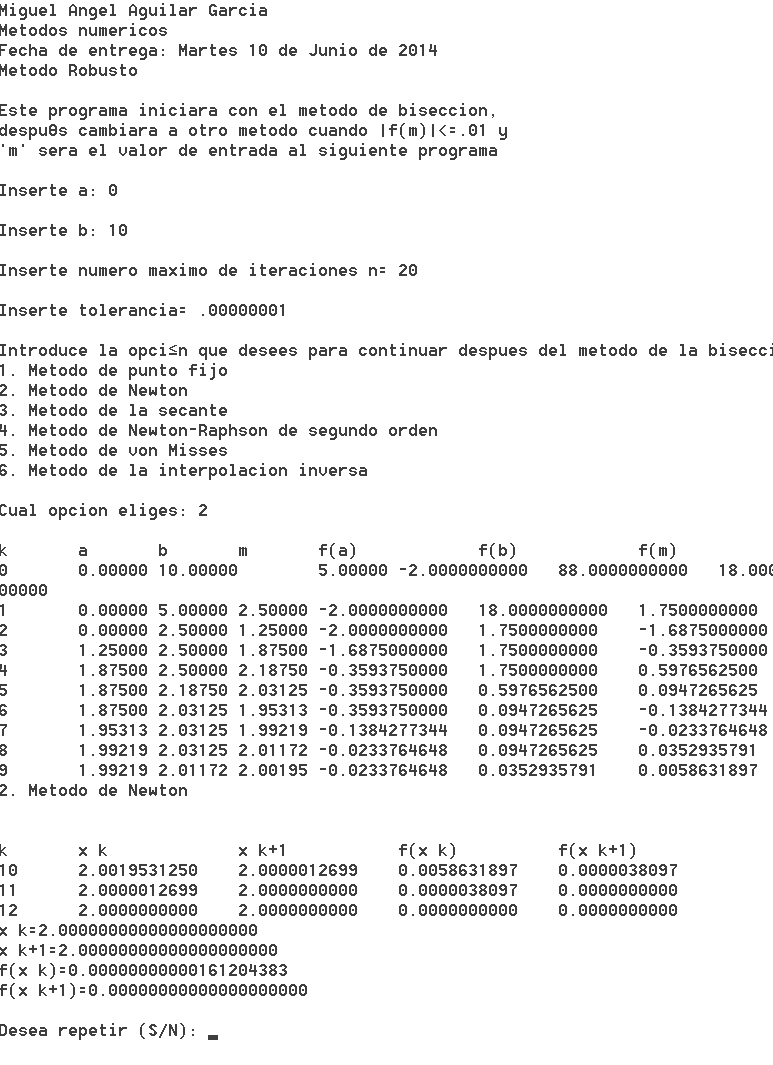 Miguel Angel Aguilar Garcia
Metodos numericos
Fecha de entrega: Martes 10 de Junio de 2014
Metodo Robusto
Este programa iniciara con el metodo de biseccion,
despuθs cambiara a otro metodo cuando |f(m)|<=.01 y
'm' sera el valor de entrada al siguiente programa
Inserte a: 0
Inserte b: 10
Inserte numero maximo de iteraciones n= 20
Inserte tolerancia= .00000001
Introduce la opci≤n que desees para continuar despues del metodo de la bisecci
1. Metodo de punto fijo
2. Metodo de Newton
3. Metodo de la secante
4. Metodo de Newton-Raphson de segundo orden
5. Metodo de von Misses
6. Metodo de la interpolacion inversa
Cual opcion eliges: 2
k a b m f(a) f(b) f(m)
0 0.00000 10.00000 5.00000 -2.0000000000 88.0000000000 18.000
00000
1 0.00000 5.00000 2.50000 -2.0000000000 18.0000000000 1.7500000000
2 0.00000 2.50000 1.25000 -2.0000000000 1.7500000000 -1.6875000000
3 1.25000 2.50000 1.87500 -1.6875000000 1.7500000000 -0.3593750000
4 1.87500 2.50000 2.18750 -0.3593750000 1.7500000000 0.5976562500
5 1.87500 2.18750 2.03125 -0.3593750000 0.5976562500 0.0947265625
6 1.87500 2.03125 1.95313 -0.3593750000 0.0947265625 -0.1384277344
7 1.95313 2.03125 1.99219 -0.1384277344 0.0947265625 -0.0233764648
8 1.99219 2.03125 2.01172 -0.0233764648 0.0947265625 0.0352935791
9 1.99219 2.01172 2.00195 -0.0233764648 0.0352935791 0.0058631897
2. Metodo de Newton
k x k x k+1 f(x k) f(x k+1)
10 2.0019531250 2.0000012699 0.0058631897 0.0000038097
11 2.0000012699 2.0000000000 0.0000038097 0.0000000000
12 2.0000000000 2.0000000000 0.0000000000 0.0000000000
x k=2.00000000000000000000
x k+1=2.00000000000000000000
f(x k)=0.00000000000161204383
f(x k+1)=0.00000000000000000000
Desea repetir (S/N):